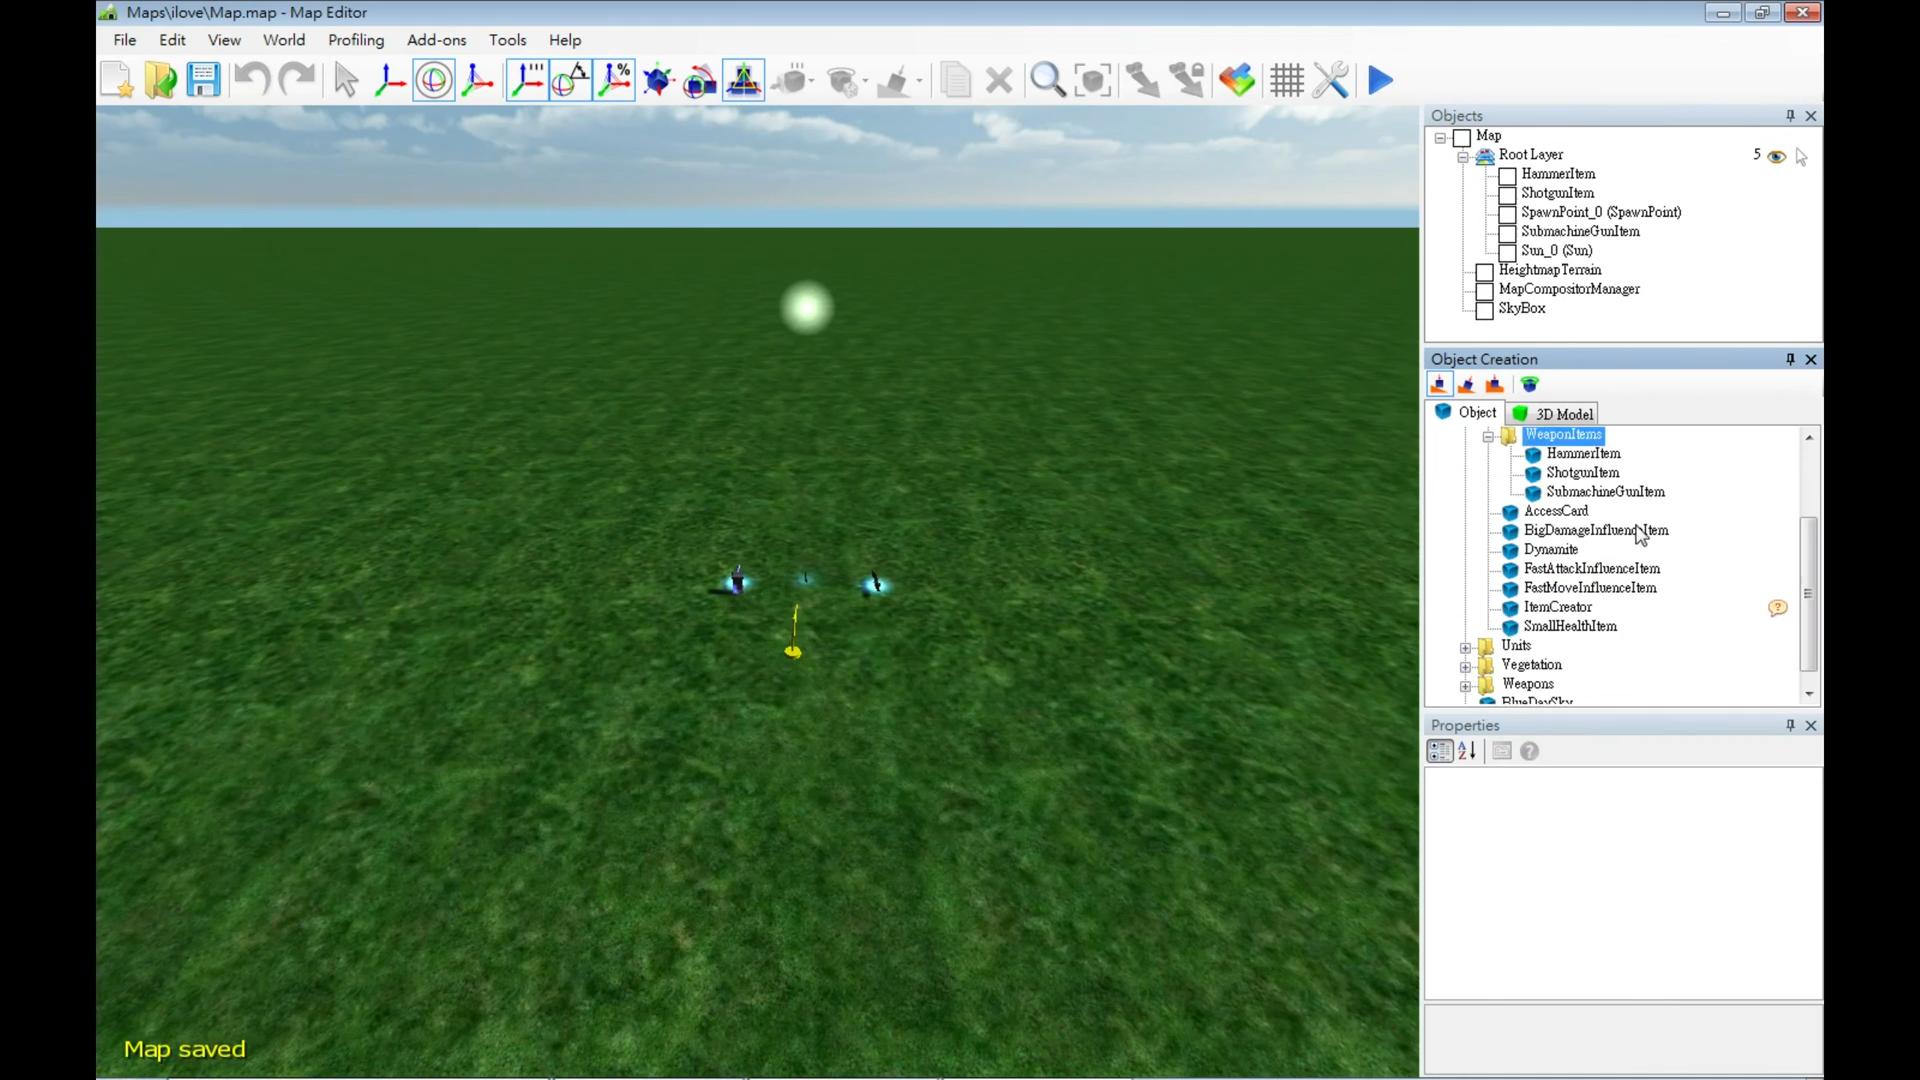 Maps\ilove\Map.map - Map Editor
File Edit View World Profiling Add-ons Tools Help
Objects
Map
Root Layer 5
HammerItem
ShotgunItem
SpawnPoint_0 (SpawnPoint)
SubmachineGunItem
Sun_0 (Sun)
HeightmapTerrain
MapCompositorManager
SkyBox
Object Creation
Object 3D Model
WeaponItems
HammerItem
ShotgunItem
SubmachineGunItem
AccessCard
BigDamageInfluenceItem
Dynamite
FastAttackInfluenceItem
FastMoveInfluenceItem
ItemCreator
SmallHealthItem
Units
Vegetation
Weapons
BlueDaySky
Properties
Map saved